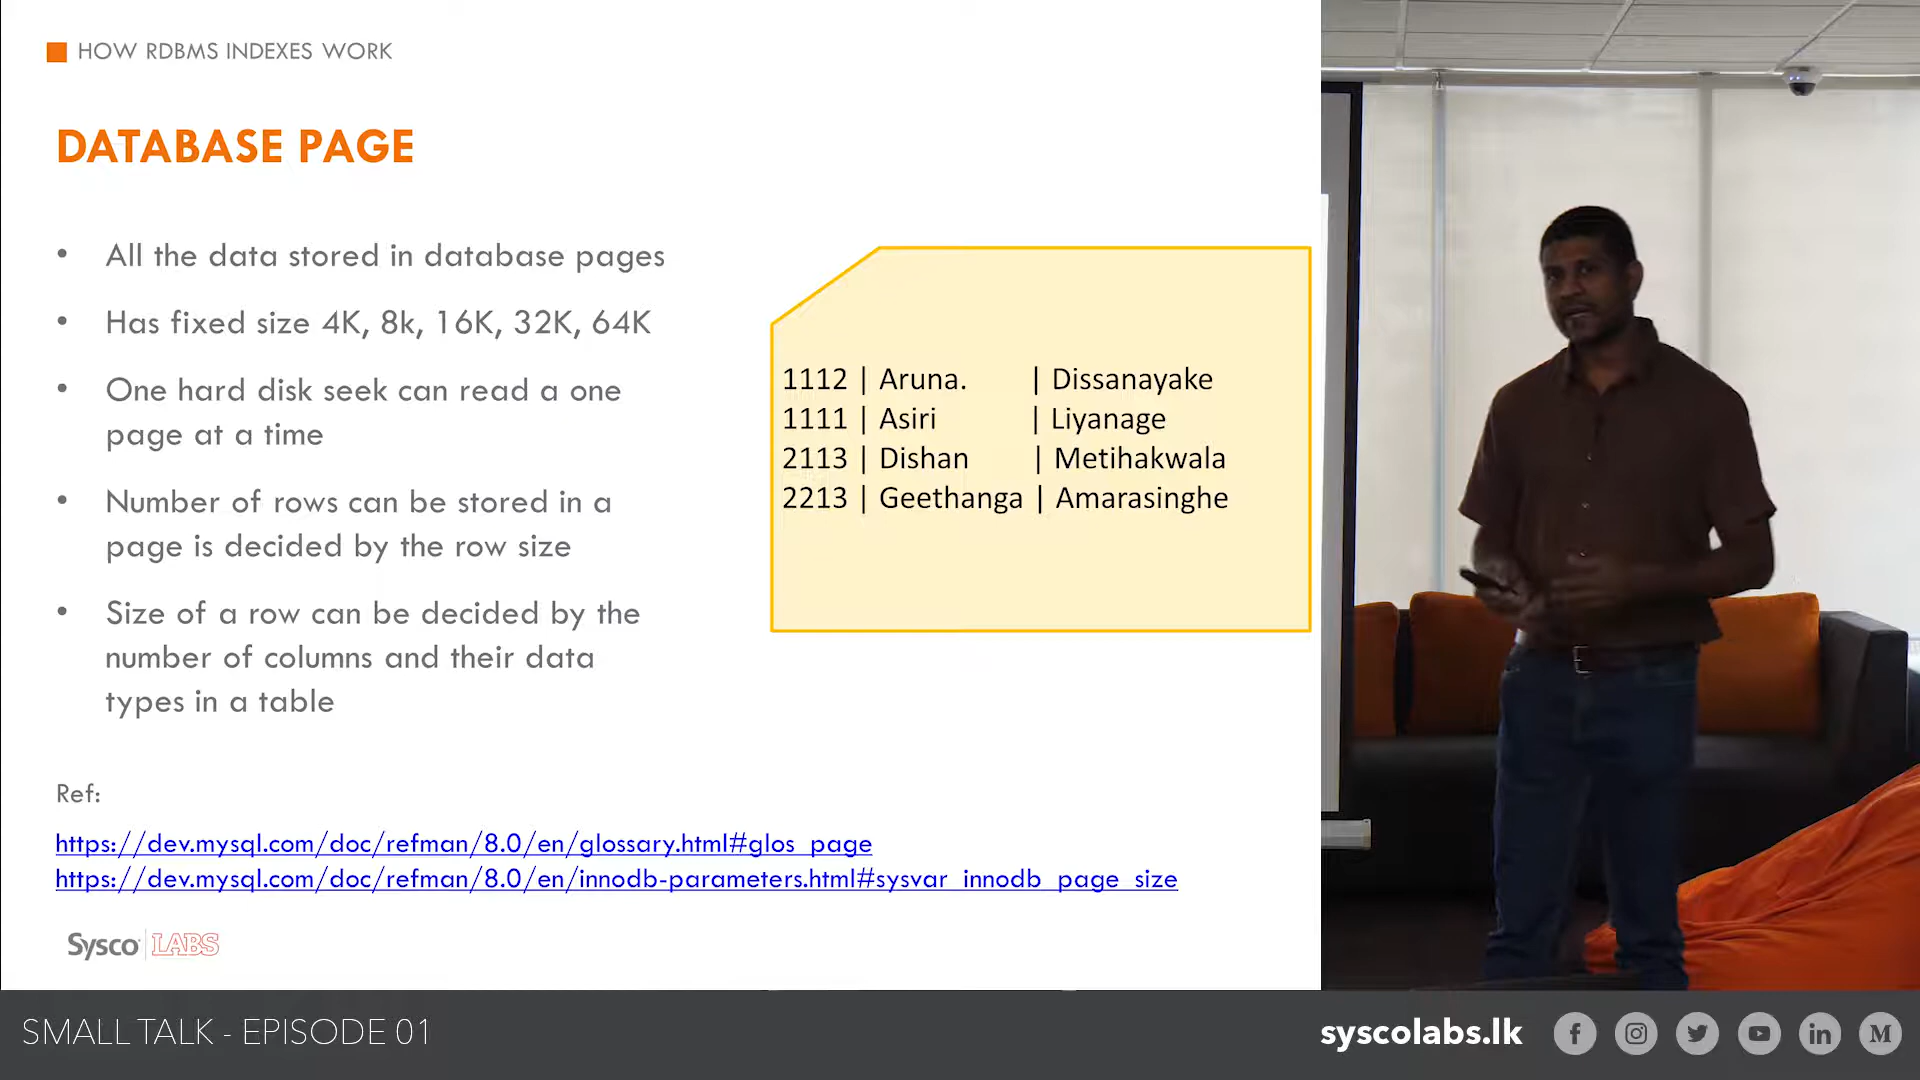 HOW RDBMS INDEXES WORK
DATABASE PAGE
• All the data stored in database pages
• Has fixed size 4K, 8k, 16K, 32K, 64K
• One hard disk seek can read a one
page at a time
• Number of rows can be stored in a
page is decided by the row size
• Size of a row can be decided by the
number of columns and their data
types in a table
1112 | Aruna. | Dissanayake
1111 | Asiri | Liyanage
2113 | Dishan | Metihakwala
2213 | Geethanga | Amarasinghe
Ref:
https://dev.mysql.com/doc/refman/8.0/en/glossary.html#glos_page
https://dev.mysql.com/doc/refman/8.0/en/innodb-parameters.html#sysvar_innodb_page_size
Sysco LABS
SMALL TALK - EPISODE 01
syscolabs.lk